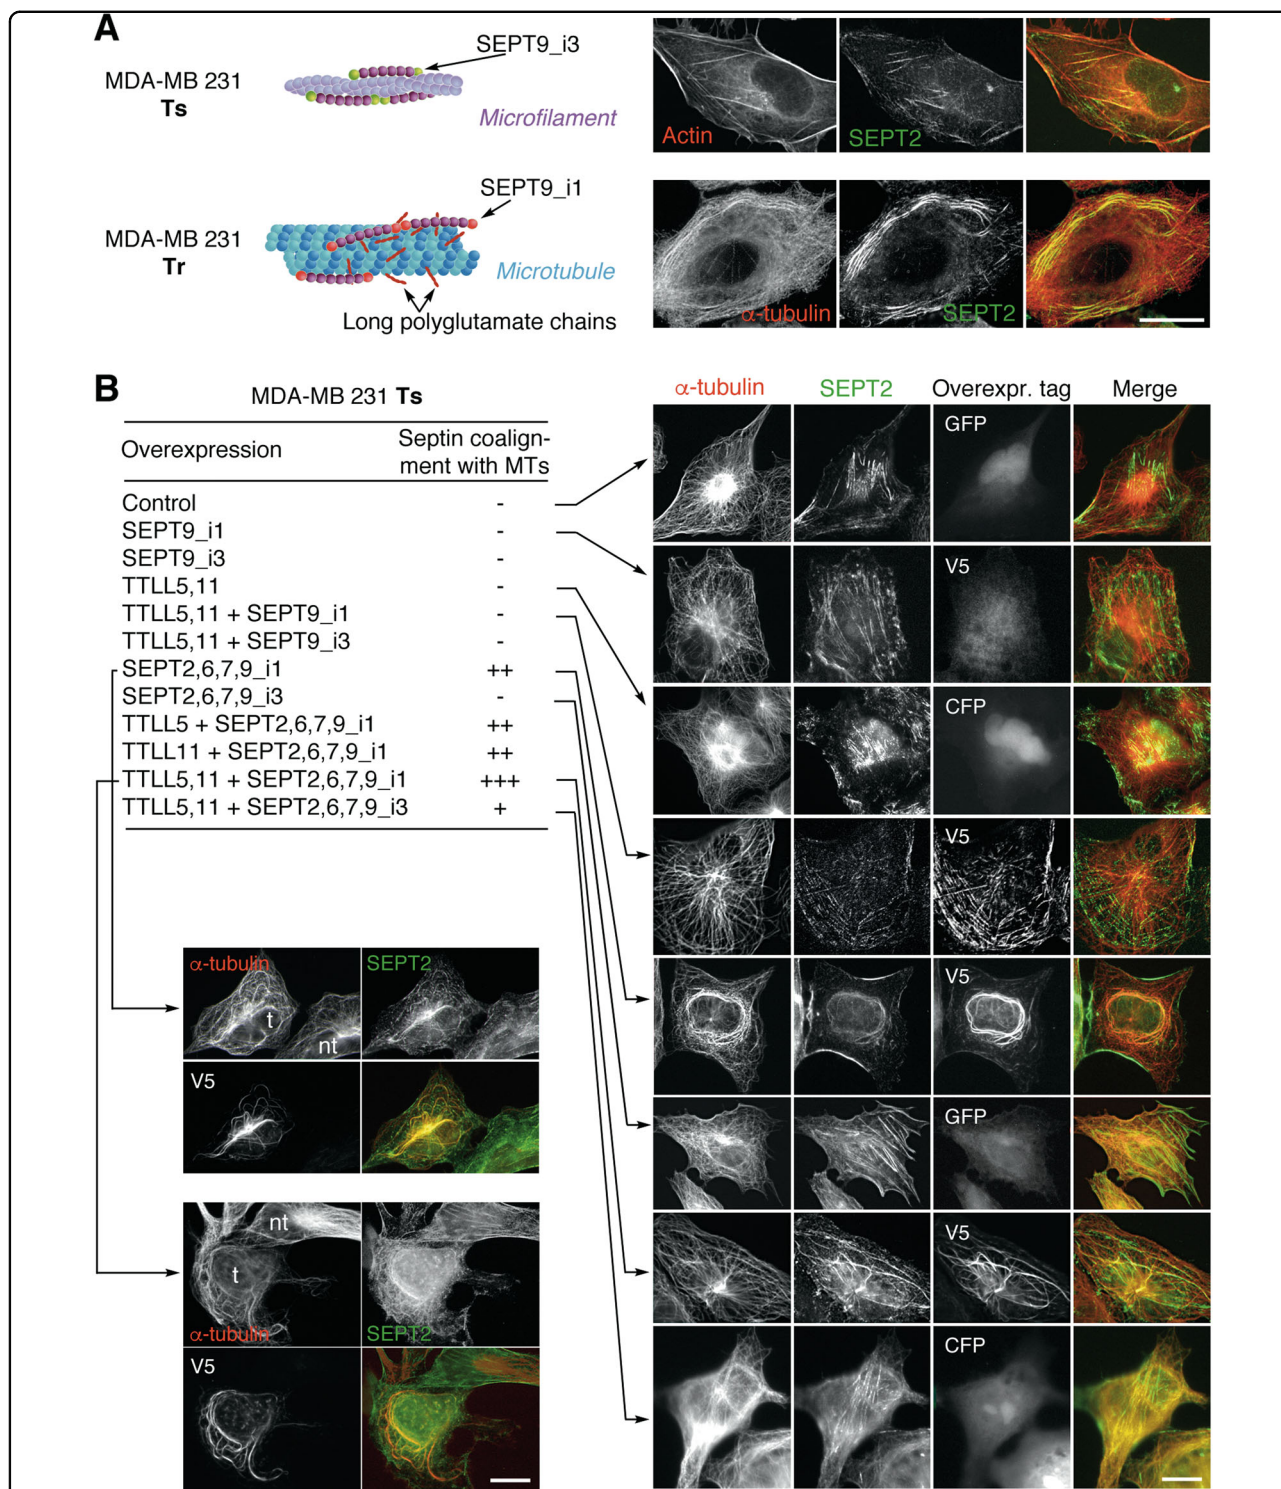 A
MDA-MB 231
Ts
SEPT9_i3
Microfilament
Actin
SEPT2
MDA-MB 231
Tr
SEPT9_i1
Microtubule
Long polyglutamate chains
α-tubulin
SEPT2
B
MDA-MB 231 Ts
Overexpression
Septin coalign-
ment with MTs
Control -
SEPT9_i1 -
SEPT9_i3 -
TTLL5,11 -
TTLL5,11 + SEPT9_i1 -
TTLL5,11 + SEPT9_i3 -
SEPT2,6,7,9_i1 ++
SEPT2,6,7,9_i3 -
TTLL5 + SEPT2,6,7,9_i1 ++
TTLL11 + SEPT2,6,7,9_i1 ++
TTLL5,11 + SEPT2,6,7,9_i1 +++
TTLL5,11 + SEPT2,6,7,9_i3 +
α-tubulin SEPT2 Overexpr. tag Merge
GFP
V5
CFP
V5
V5
GFP
V5
CFP
α-tubulin
SEPT2
t
nt
V5
nt
t
α-tubulin
SEPT2
V5